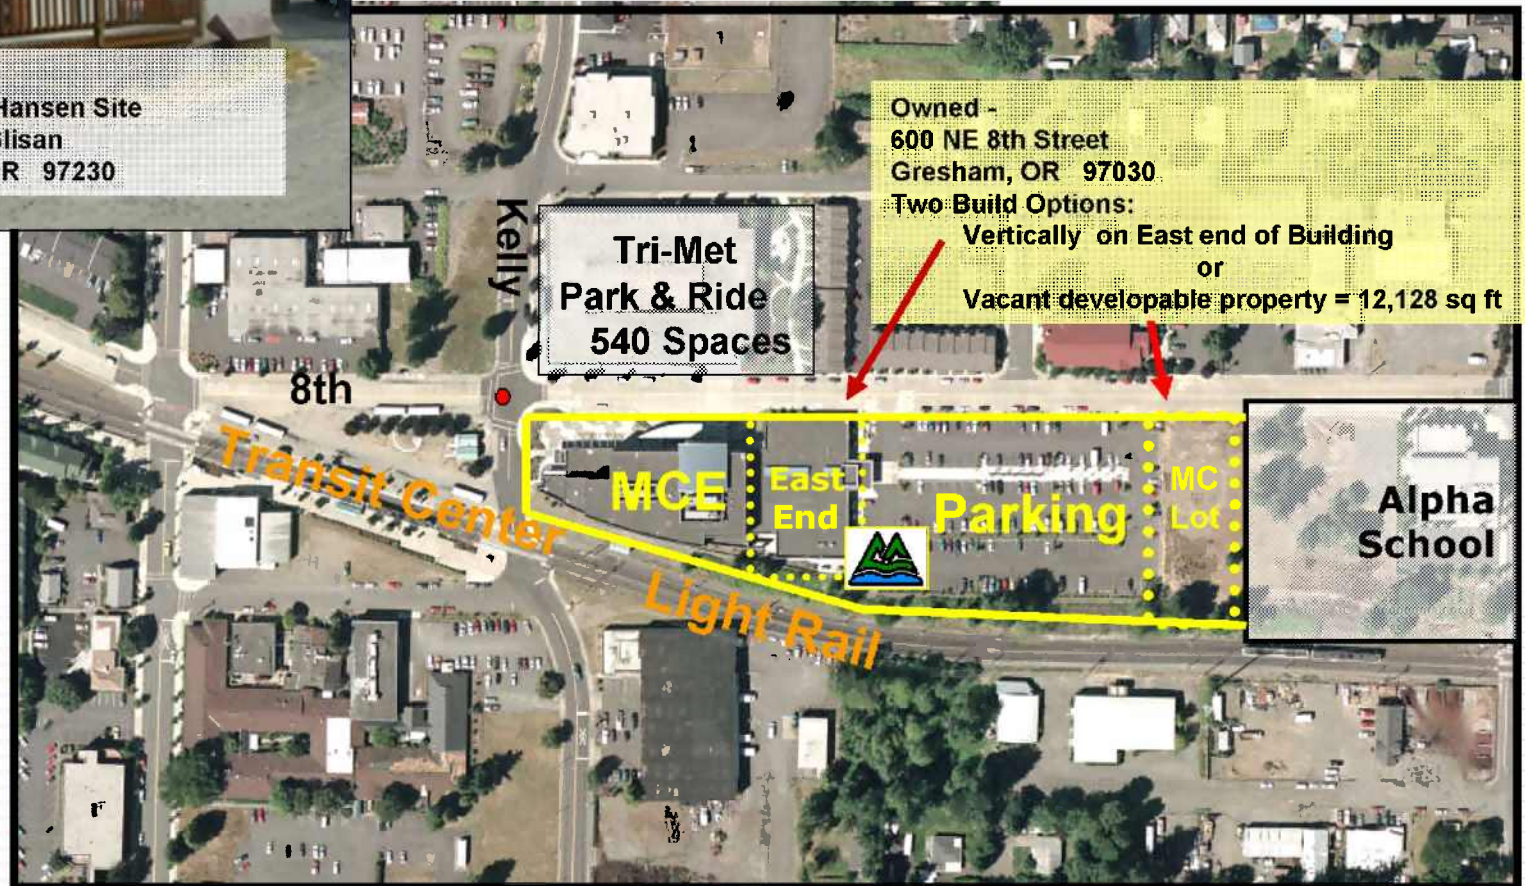 Hansen Site
lisan
R 97230
Owned -
600 NE 8th Street
Gresham, OR 97030
Two Build Options:
Vertically on East end of Building
or
Vacant developable property = 12,128 sq ft
Kelly
Tri-Met
Park & Ride
540 Spaces
8th
Transit Center
MCE
East
End
Parking
MC
Lot
Alpha
School
Light Rail